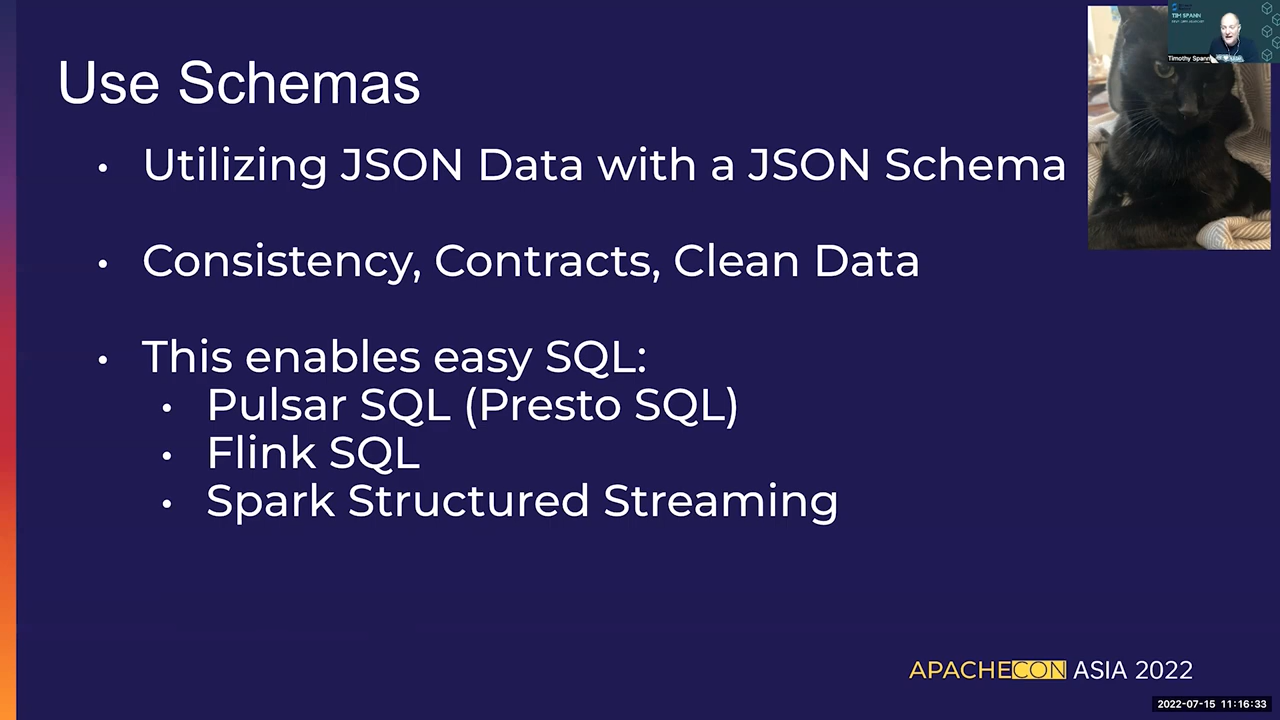 Use Schemas
• Utilizing JSON Data with a JSON Schema
• Consistency, Contracts, Clean Data
• This enables easy SQL:
• Pulsar SQL (Presto SQL)
• Flink SQL
• Spark Structured Streaming
TIM SPANN
Timothy Spann
APACHECON ASIA 2022
2022-07-15 11:16:33